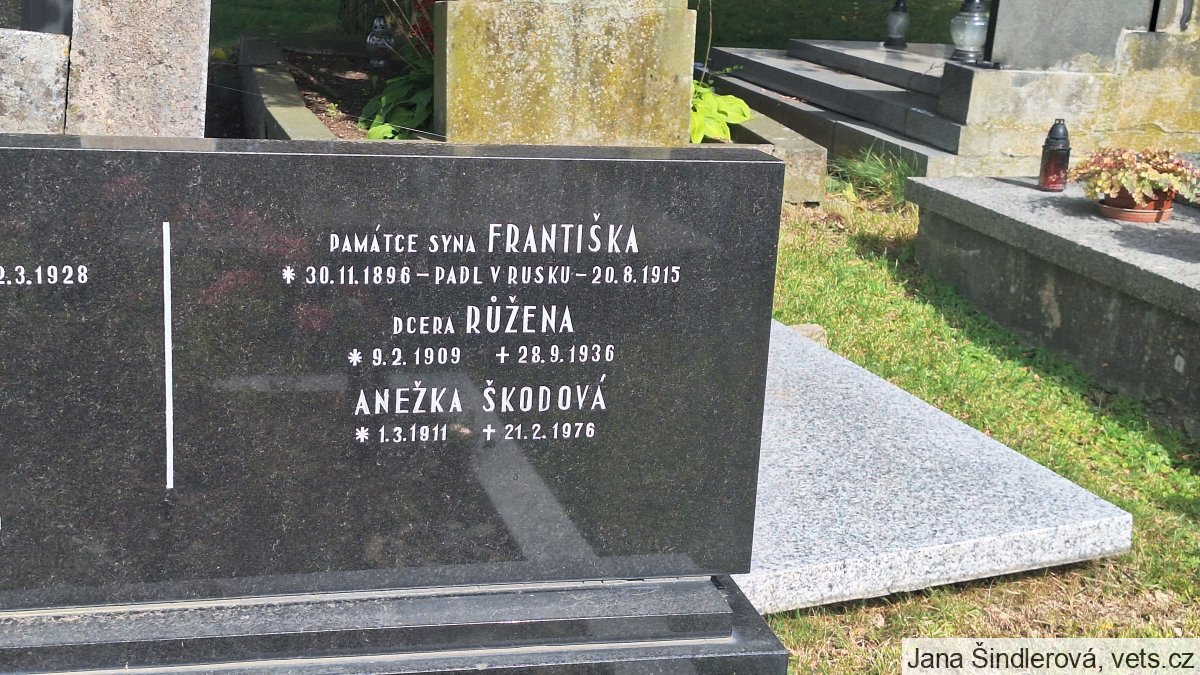 2.3.1928
PAMÁTCE SYNA FRANTIŠKA
* 30.11.1896 – PADL V RUSKU – 20.8.1915
DCERA RŮŽENA
* 9.2.1909 + 28.9.1936
ANEŽKA ŠKODOVÁ
* 1.3.1911 + 21.2.1976
Jana Šindlerová, vets.cz